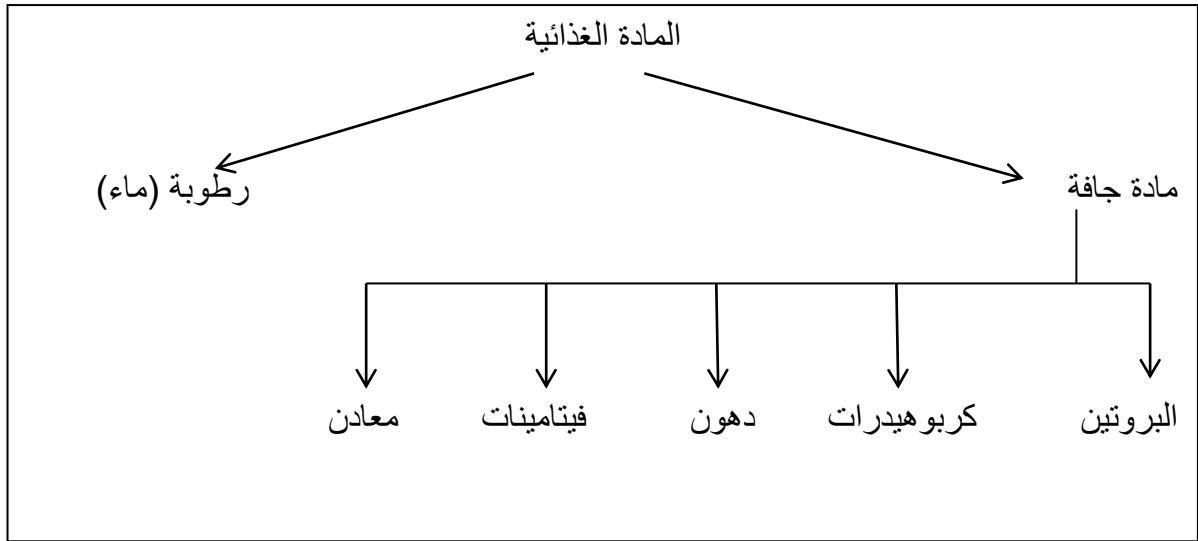 المادة الغذائية
مادة جافة
رطوبة (ماء)
البروتين
كربوهيدرات
دهون
فيتامينات
معادن